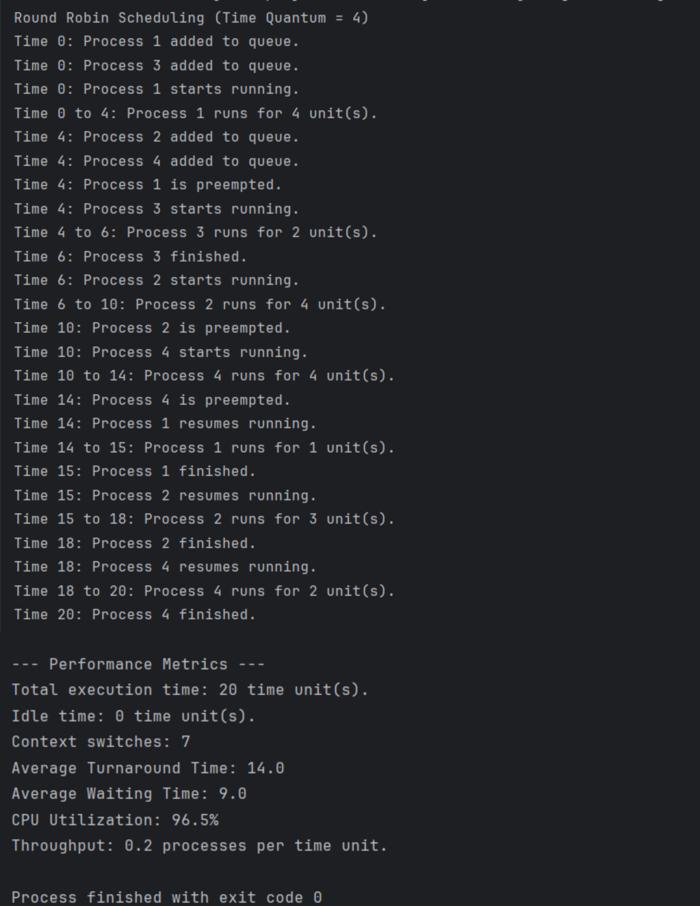 Round Robin Scheduling (Time Quantum = 4)
Time 0: Process 1 added to queue.
Time 0: Process 3 added to queue.
Time 0: Process 1 starts running.
Time 0 to 4: Process 1 runs for 4 unit(s).
Time 4: Process 2 added to queue.
Time 4: Process 4 added to queue.
Time 4: Process 1 is preempted.
Time 4: Process 3 starts running.
Time 4 to 6: Process 3 runs for 2 unit(s).
Time 6: Process 3 finished.
Time 6: Process 2 starts running.
Time 6 to 10: Process 2 runs for 4 unit(s).
Time 10: Process 2 is preempted.
Time 10: Process 4 starts running.
Time 10 to 14: Process 4 runs for 4 unit(s).
Time 14: Process 4 is preempted.
Time 14: Process 1 resumes running.
Time 14 to 15: Process 1 runs for 1 unit(s).
Time 15: Process 1 finished.
Time 15: Process 2 resumes running.
Time 15 to 18: Process 2 runs for 3 unit(s).
Time 18: Process 2 finished.
Time 18: Process 4 resumes running.
Time 18 to 20: Process 4 runs for 2 unit(s).
Time 20: Process 4 finished.
--- Performance Metrics ---
Total execution time: 20 time unit(s).
Idle time: 0 time unit(s).
Context switches: 7
Average Turnaround Time: 14.0
Average Waiting Time: 9.0
CPU Utilization: 96.5%
Throughput: 0.2 processes per time unit.
Process finished with exit code 0